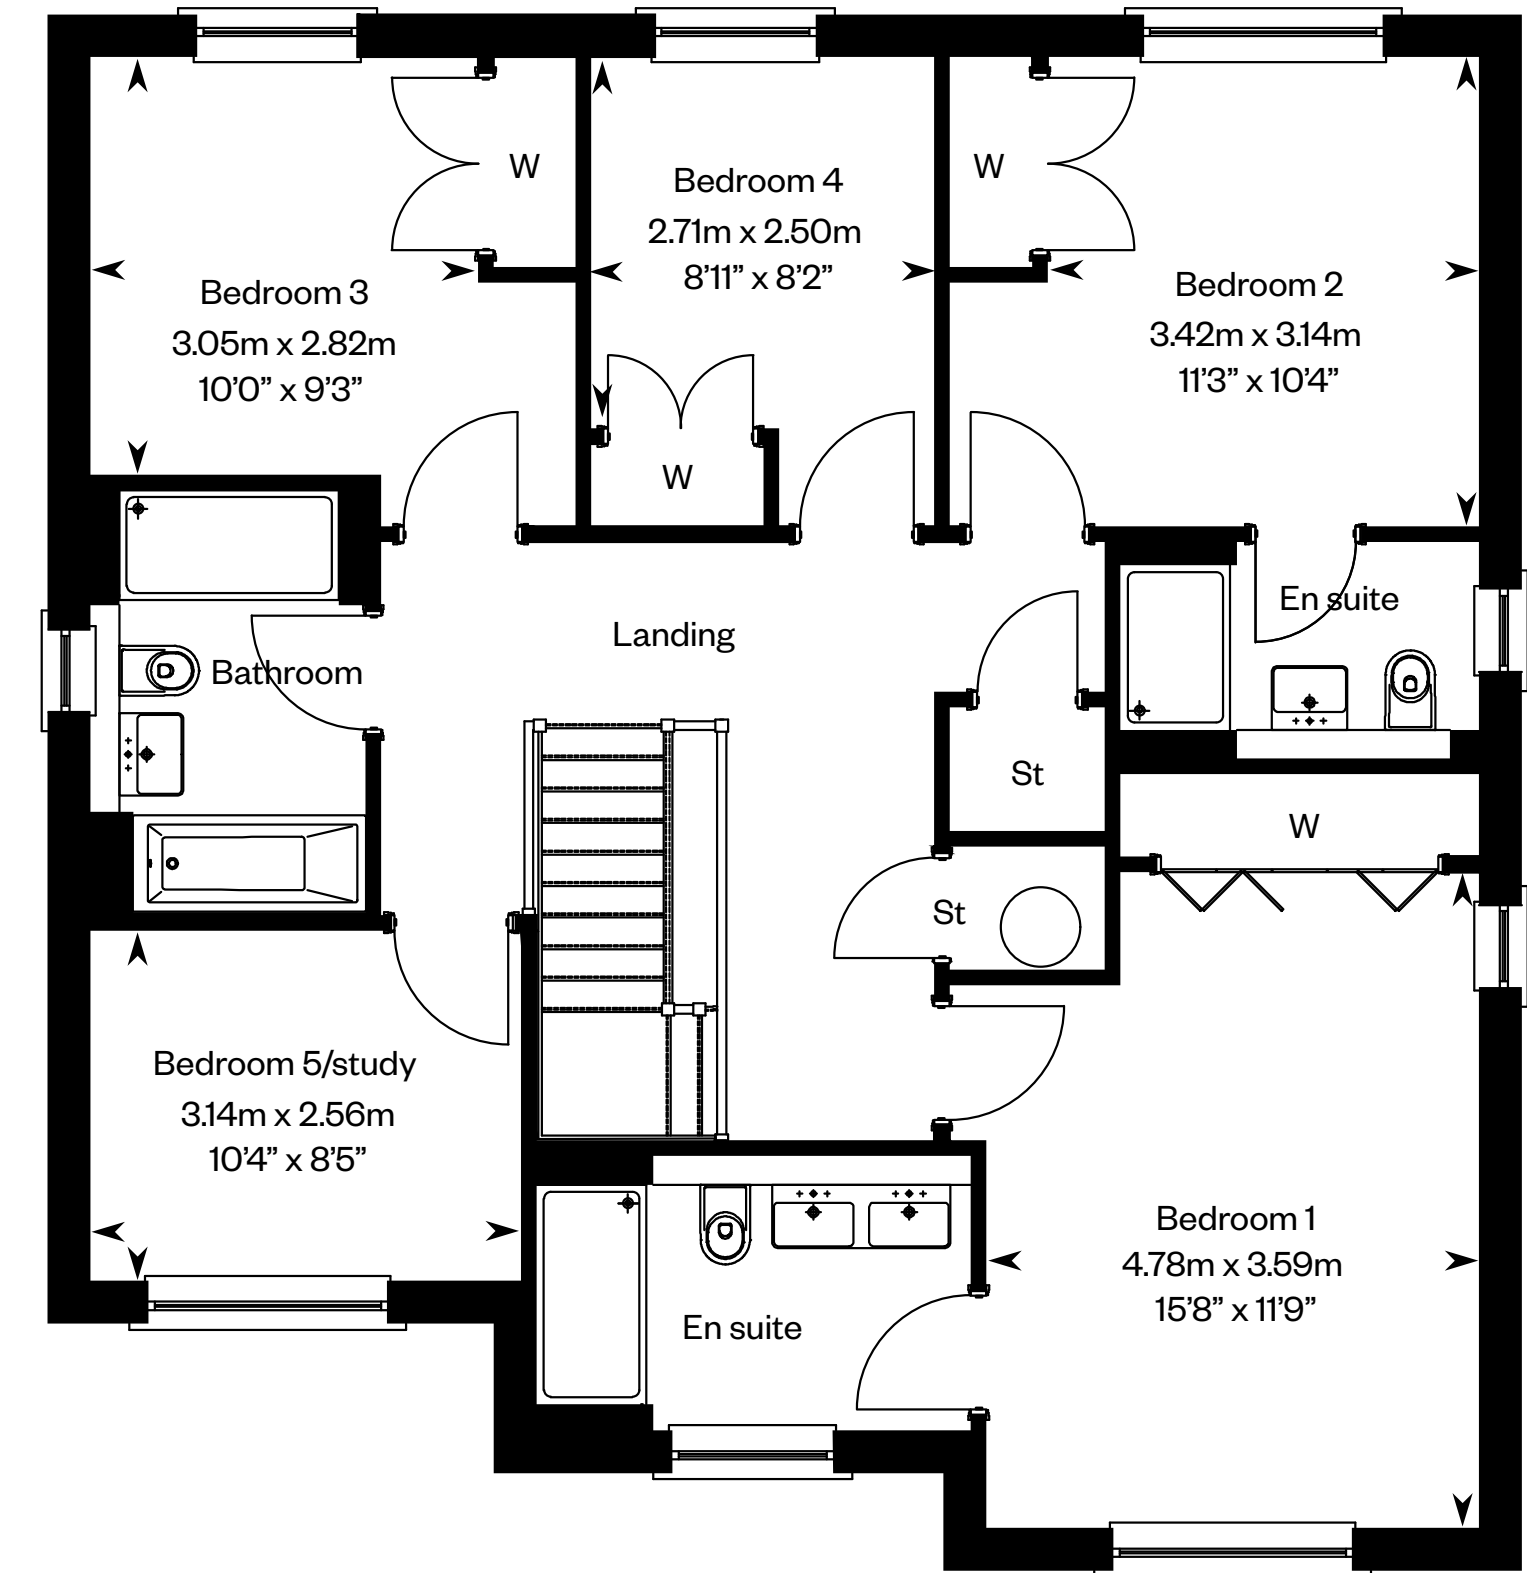 W
Bedroom 4
2.71m x 2.50m
8’11” x 8’2”
W
Bedroom 3
3.05m x 2.82m
10’0” x 9’3”
Bedroom 2
3.42m x 3.14m
11’3” x 10’4”
W
En suite
Landing
Bathroom
St
W
St
Bedroom 5/study
3.14m x 2.56m
10’4” x 8’5”
Bedroom 1
4.78m x 3.59m
15’8” x 11’9”
En suite